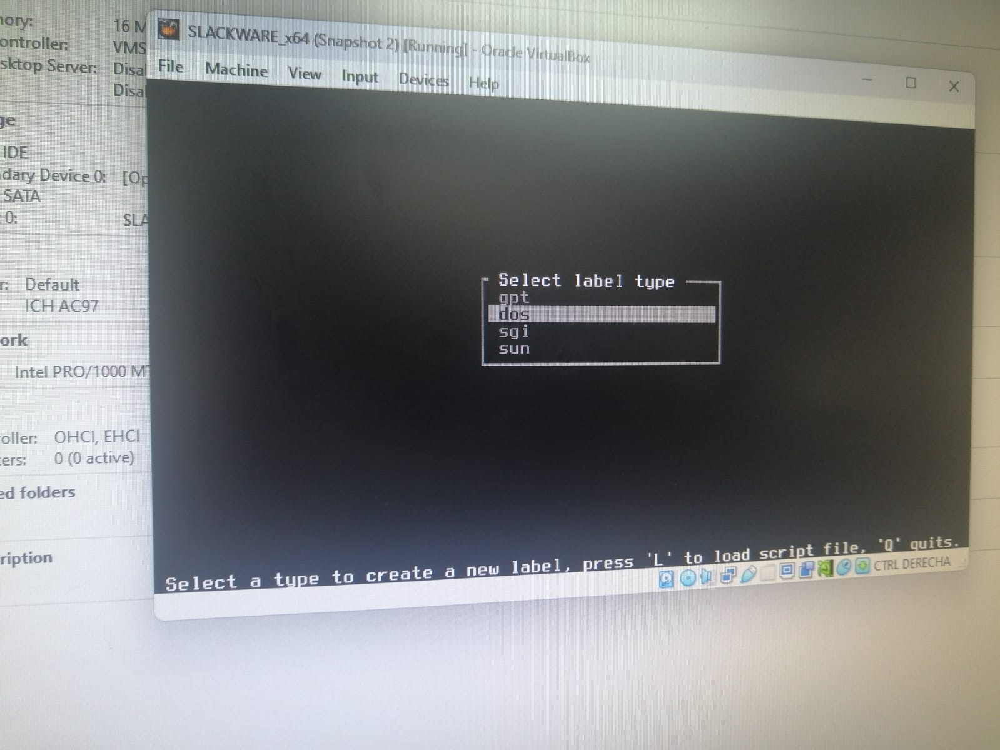 SLACKWARE_x64 (Snapshot 2) [Running] - Oracle VirtualBox
File Machine View Input Devices Help
ory:
16 M
ontroller:
VMS
sktop Server:
Disa
Disa
ge
IDE
dary Device 0:
[Op
SATA
0:
SLA
r:
Default
ICH AC97
ork
Intel PRO/1000 MT
oller:
OHCI, EHCI
ers:
0 (0 active)
ed folders
ription
Select label type
gpt
dos
sgi
sun
Select a type to create a new label, press 'L' to load script file, 'Q' quits.
CTRL DERECHA